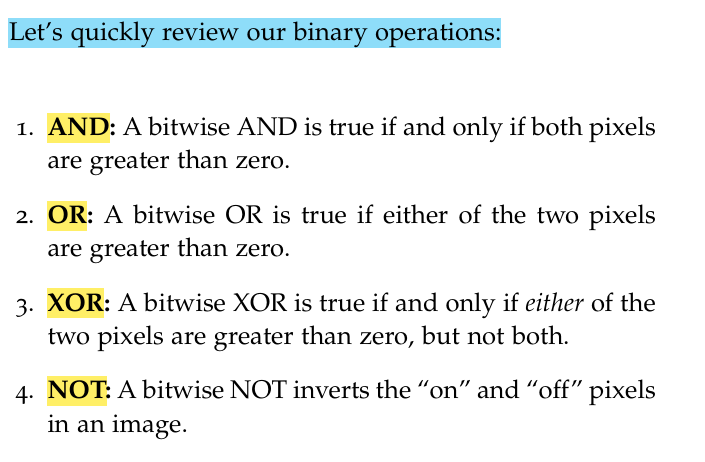 Let’s quickly review our binary operations:
1. AND: A bitwise AND is true if and only if both pixels
are greater than zero.
2. OR: A bitwise OR is true if either of the two pixels
are greater than zero.
3. XOR: A bitwise XOR is true if and only if either of the
two pixels are greater than zero, but not both.
4. NOT: A bitwise NOT inverts the “on” and “off” pixels
in an image.